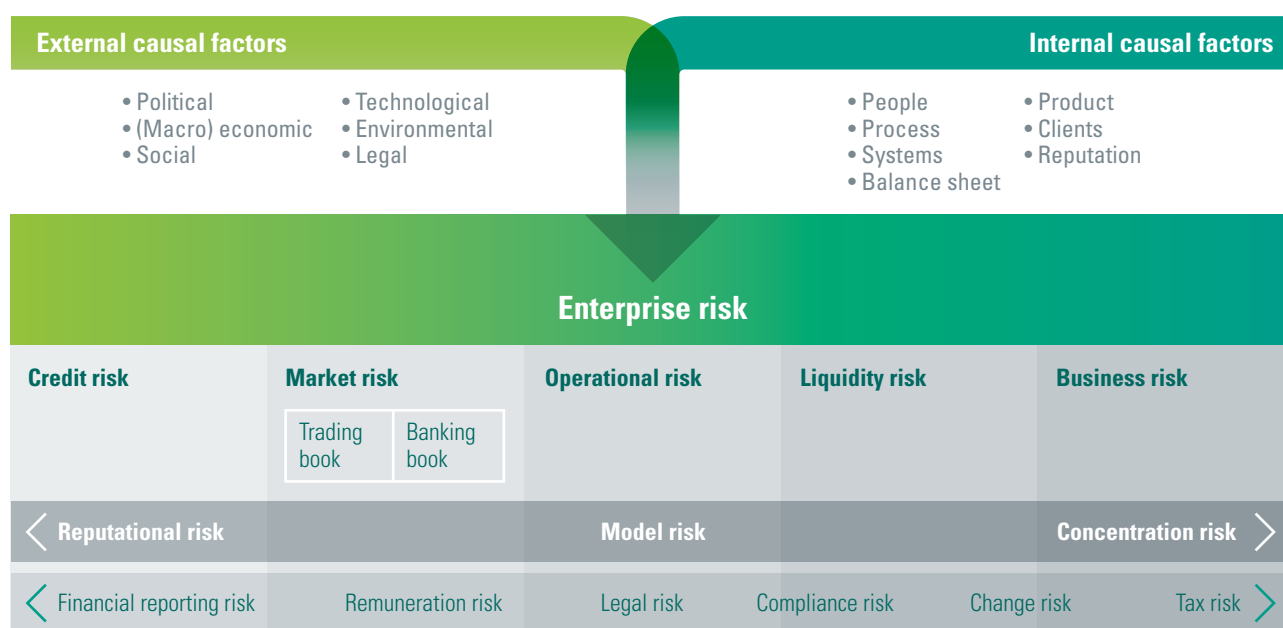 External causal factors
Internal causal factors
• Political
• (Macro) economic
• Social
• Technological
• Environmental
• Legal
• People
• Process
• Systems
• Balance sheet
• Product
• Clients
• Reputation
Enterprise risk
Credit risk
Market risk
Trading
book
Banking
book
Operational risk
Liquidity risk
Business risk
Reputational risk
Model risk
Concentration risk
Financial reporting risk
Remuneration risk
Legal risk
Compliance risk
Change risk
Tax risk